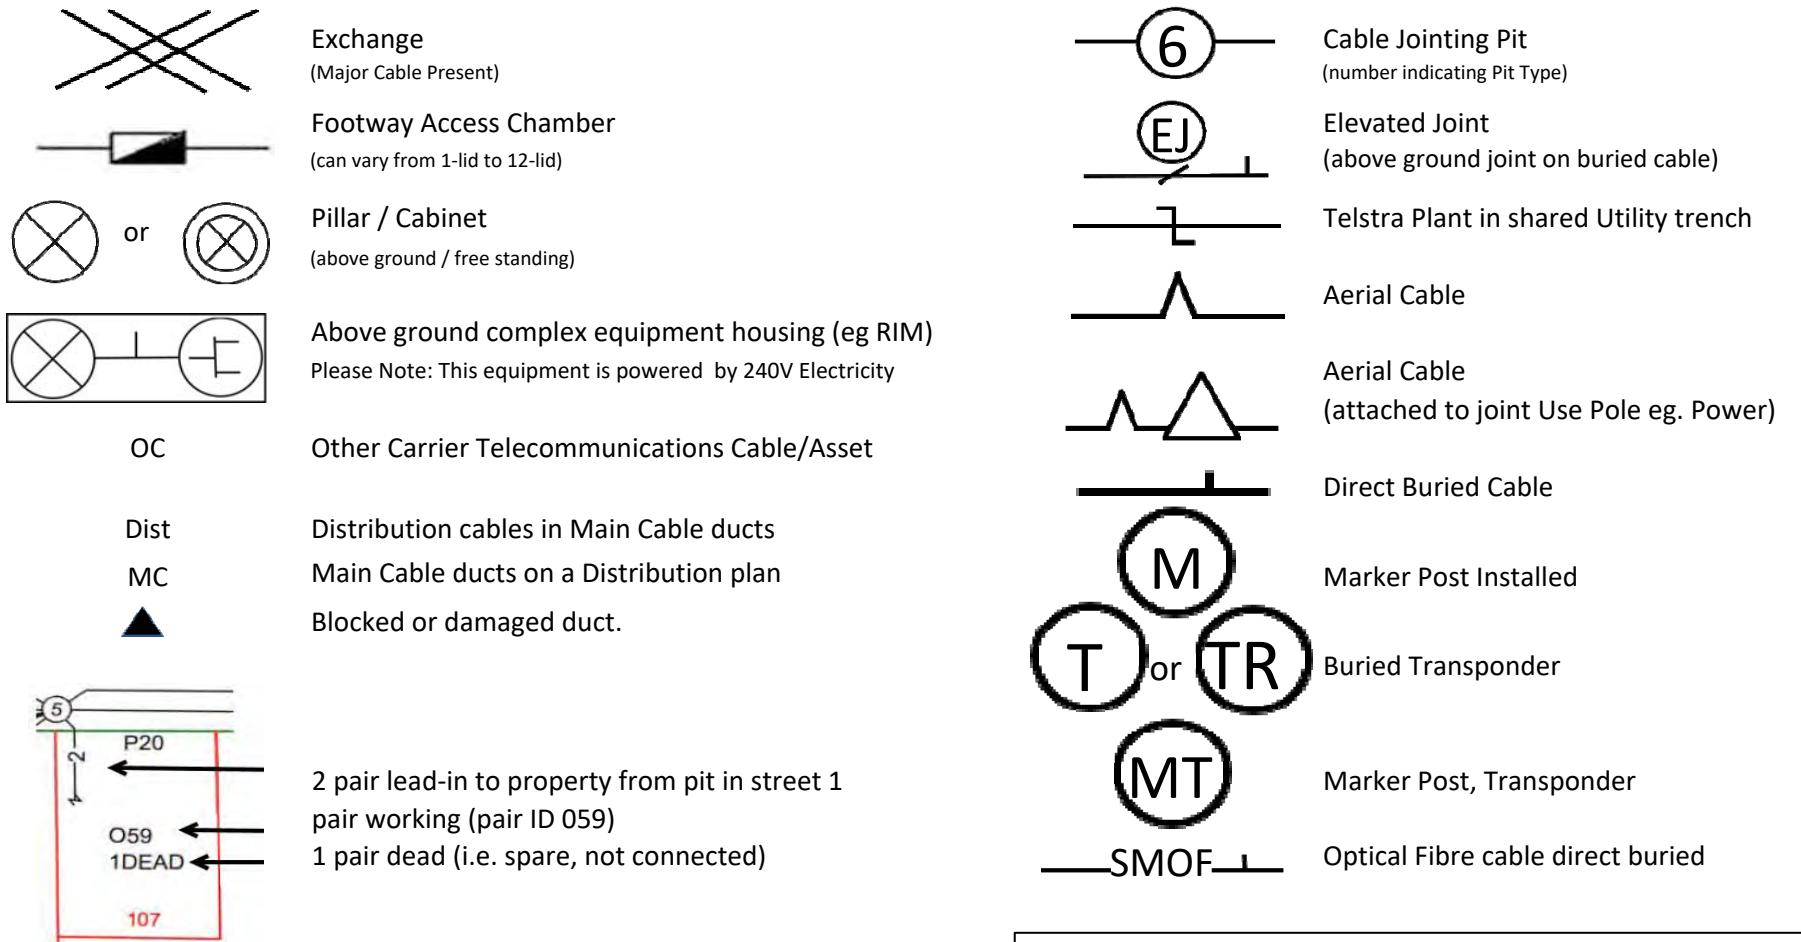 Exchange
(Major Cable Present)
Footway Access Chamber
(can vary from 1-lid to 12-lid)
or
Pillar / Cabinet
(above ground / free standing)
Above ground complex equipment housing (eg RIM)
Please Note: This equipment is powered by 240V Electricity
OC
Other Carrier Telecommunications Cable/Asset
Dist
Distribution cables in Main Cable ducts
MC
Main Cable ducts on a Distribution plan
Blocked or damaged duct.
5
P20
2
O59
1DEAD
107
2 pair lead-in to property from pit in street 1
pair working (pair ID 059)
1 pair dead (i.e. spare, not connected)
6
Cable Jointing Pit
(number indicating Pit Type)
EJ
Elevated Joint
(above ground joint on buried cable)
Telstra Plant in shared Utility trench
Aerial Cable
Aerial Cable
(attached to joint Use Pole eg. Power)
Direct Buried Cable
M
Marker Post Installed
T or TR
Buried Transponder
MT
Marker Post, Transponder
SMOF
Optical Fibre cable direct buried